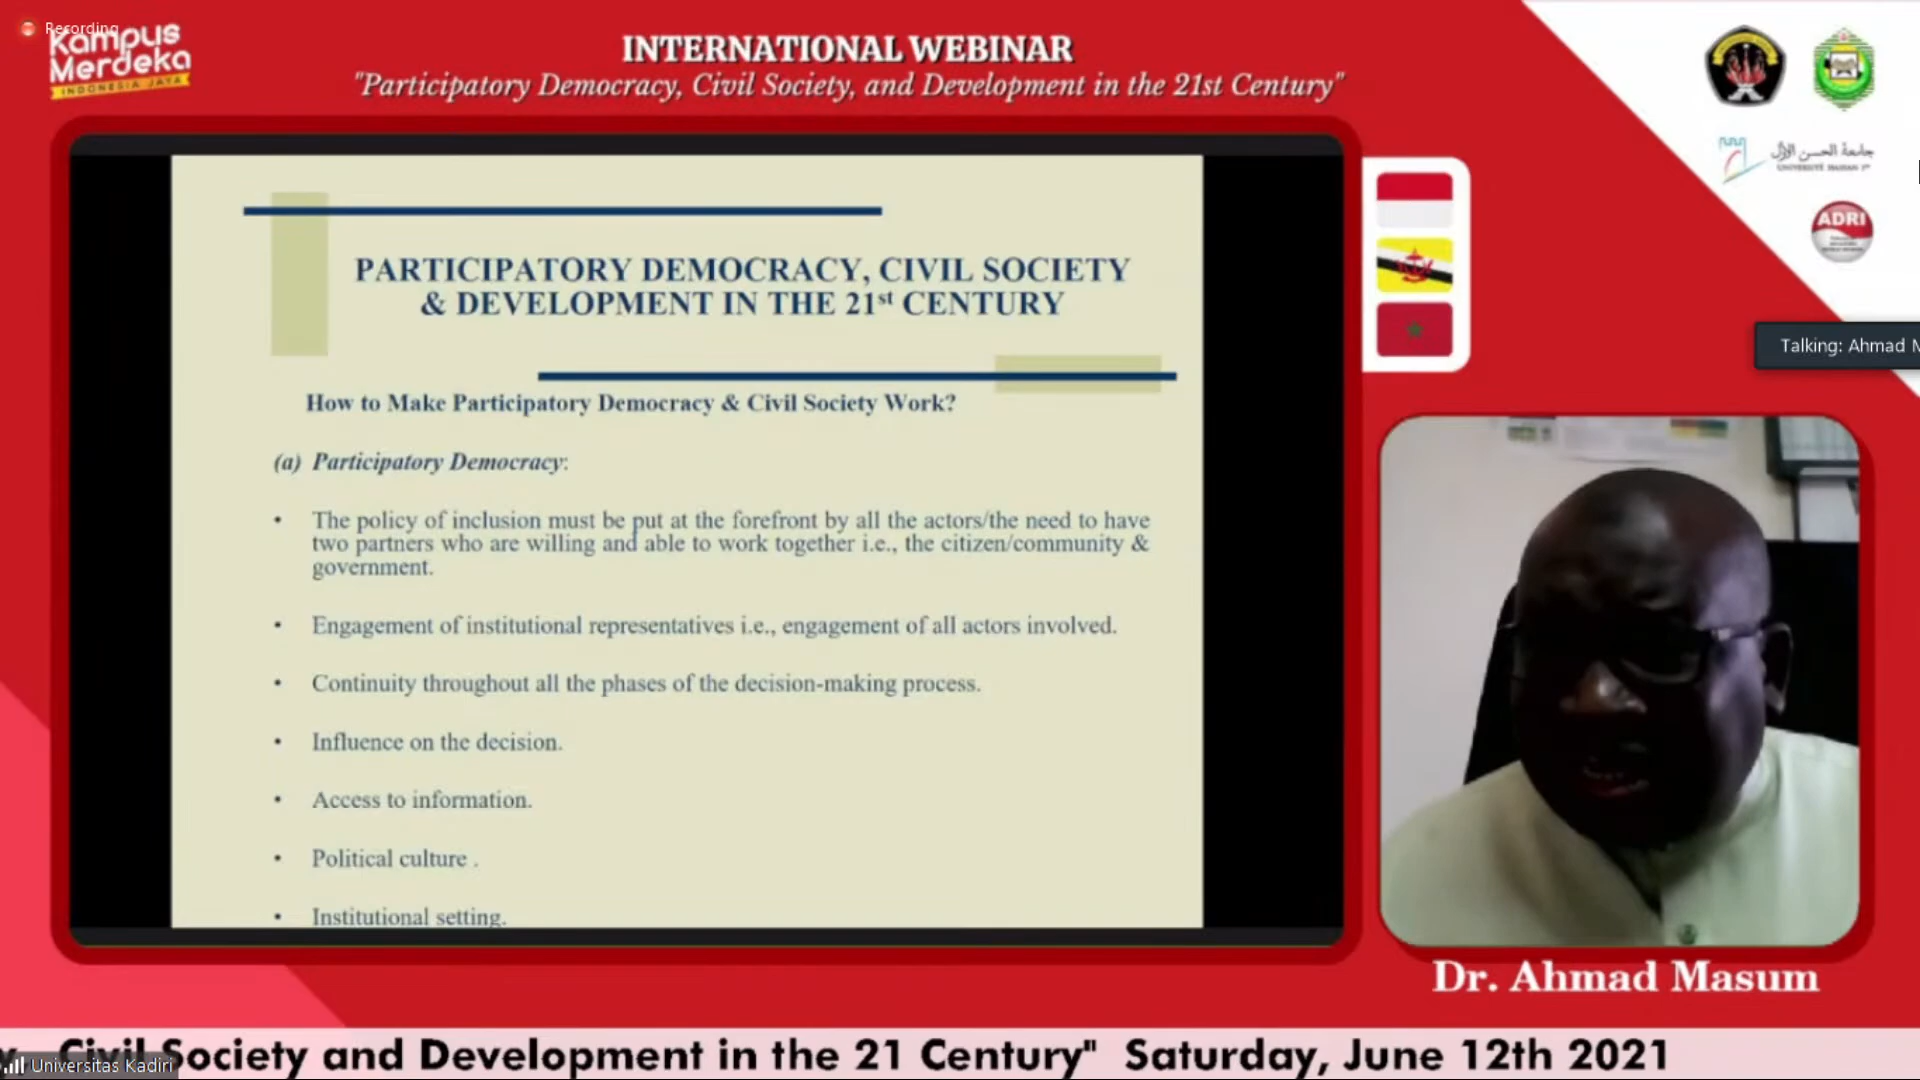 Recording
Kampus
Merdeka
INDONESIA JAYA
INTERNATIONAL WEBINAR
"Participatory Democracy, Civil Society, and Development in the 21st Century"
جامعة الحسن الأول
UNIVERSITÉ HASSAN 1er
ADRI
PARTICIPATORY DEMOCRACY, CIVIL SOCIETY
& DEVELOPMENT IN THE 21st CENTURY
Talking: Ahmad M
How to Make Participatory Democracy & Civil Society Work?
(a) Participatory Democracy:
• The policy of inclusion must be put at the forefront by all the actors/the need to have
two partners who are willing and able to work together i.e., the citizen/community &
government.
• Engagement of institutional representatives i.e., engagement of all actors involved.
• Continuity throughout all the phases of the decision-making process.
• Influence on the decision.
• Access to information.
• Political culture .
• Institutional setting.
Dr. Ahmad Masum
Civil Society and Development in the 21 Century" Saturday, June 12th 2021
Universitas Kadiri